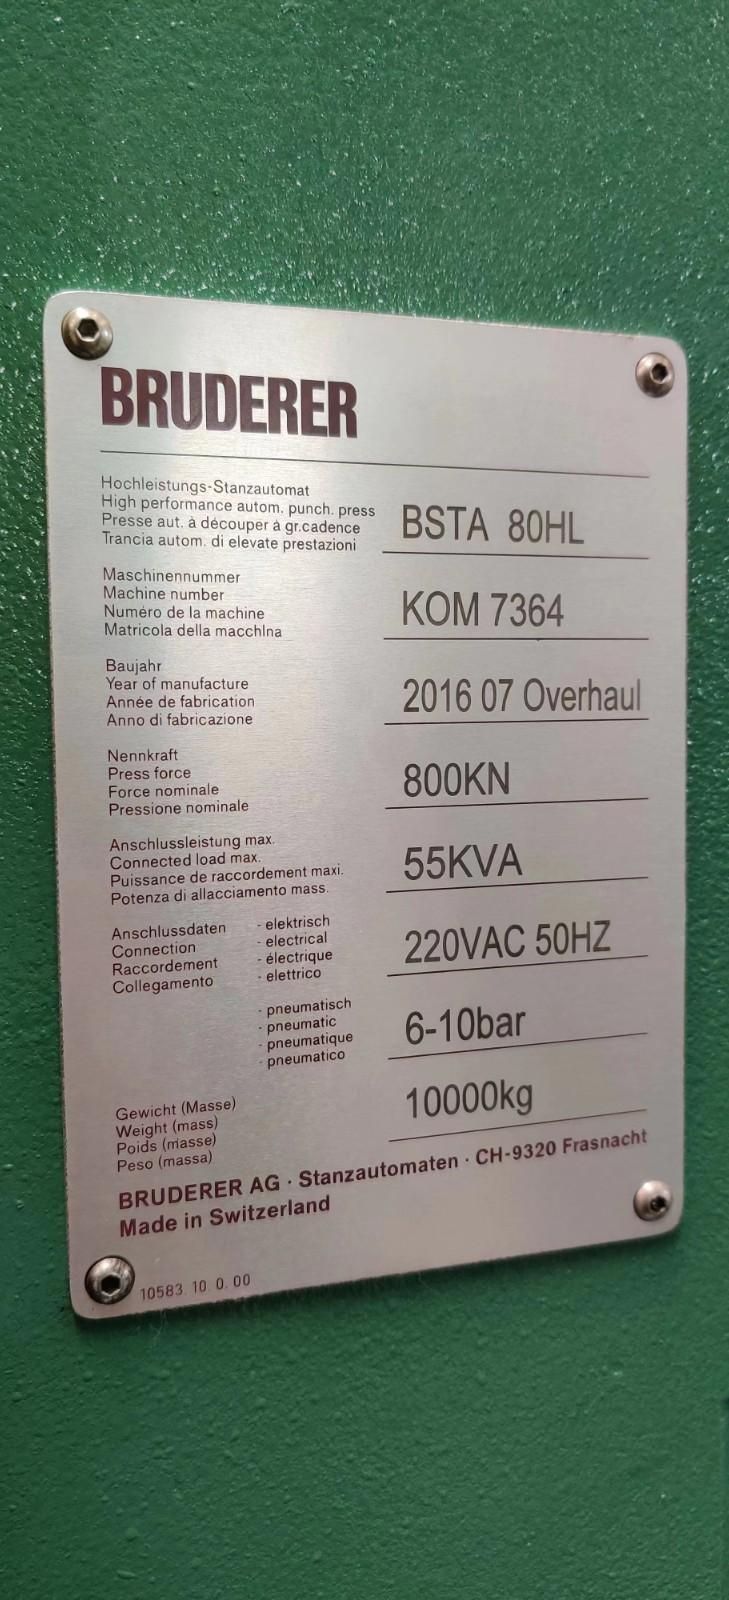 BRUDERER
Hochleistungs-Stanzautomat
High performance autom. punch. press
Presse aut. à découper à gr.cadence
Trancia autom. di elevate prestazioni
BSTA 80HL
Maschinennummer
Machine number
Numéro de la machine
Matricola della macchIna
KOM 7364
Baujahr
Year of manufacture
Année de fabrication
Anno di fabricazione
2016 07 Overhaul
Nennkraft
Press force
Force nominale
Pressione nominale
800KN
Anschlussleistung max.
Connected load max.
Puissance de raccordement maxi.
Potenza di allacciamento mass.
55KVA
Anschlussdaten - elektrisch
Connection - electrical
Raccordement - électrique
Collegamento - elettrico
220VAC 50HZ
- pneumatisch
- pneumatic
- pneumatique
- pneumatico
6-10bar
Gewicht (Masse)
Weight (mass)
Poids (masse)
Peso (massa)
10000kg
BRUDERER AG · Stanzautomaten · CH-9320 Frasnacht
Made in Switzerland
10583. 10. 0. 00